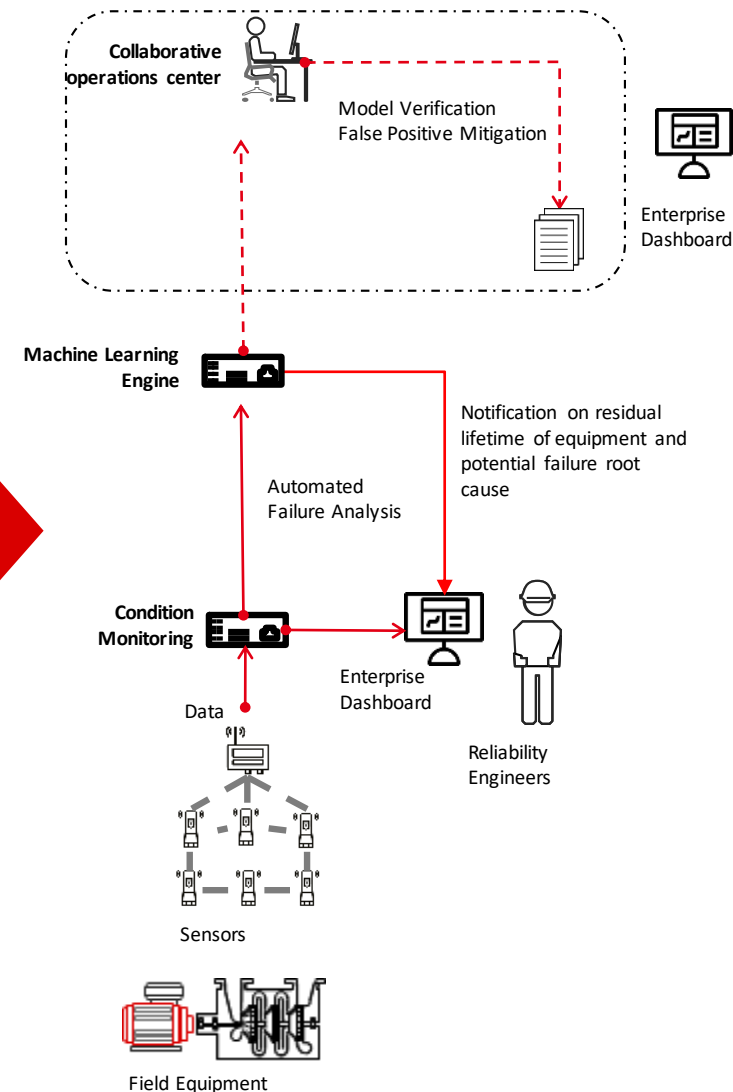 Collaborative
operations center
Model Verification
False Positive Mitigation
Enterprise
Dashboard
Machine Learning
Engine
Notification on residual
lifetime of equipment and
potential failure root
cause
Automated
Failure Analysis
Condition
Monitoring
Enterprise
Dashboard
Data
Reliability
Engineers
Sensors
Field Equipment